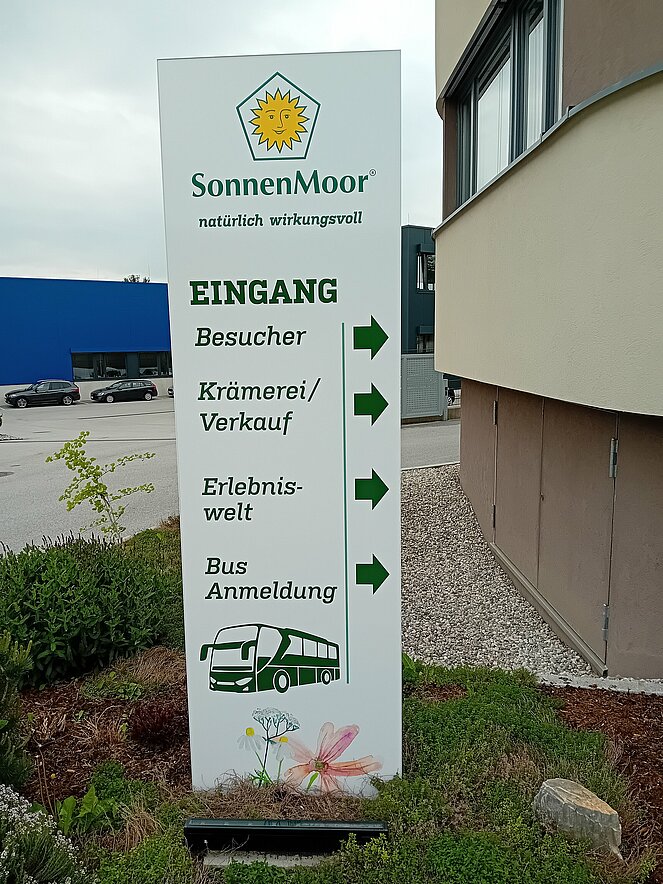 SonnenMoor®
natürlich wirkungsvoll
EINGANG
Besucher
Krämerei/
Verkauf
Erlebnis-
welt
Bus
Anmeldung